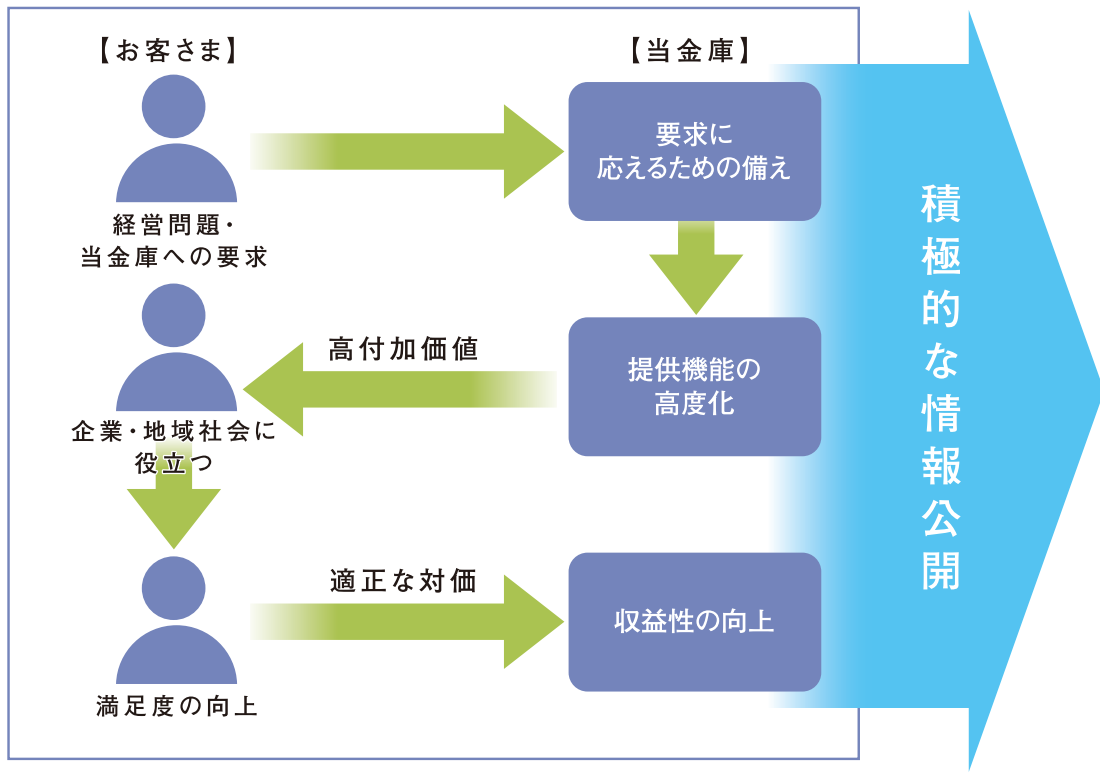 【お客さま】
【当金庫】
要求に
応えるための備え
経営問題・
当金庫への要求
高付加価値
提供機能の
高度化
企業・地域社会に
役立つ
適正な対価
収益性の向上
満足度の向上
積極的な情報公開